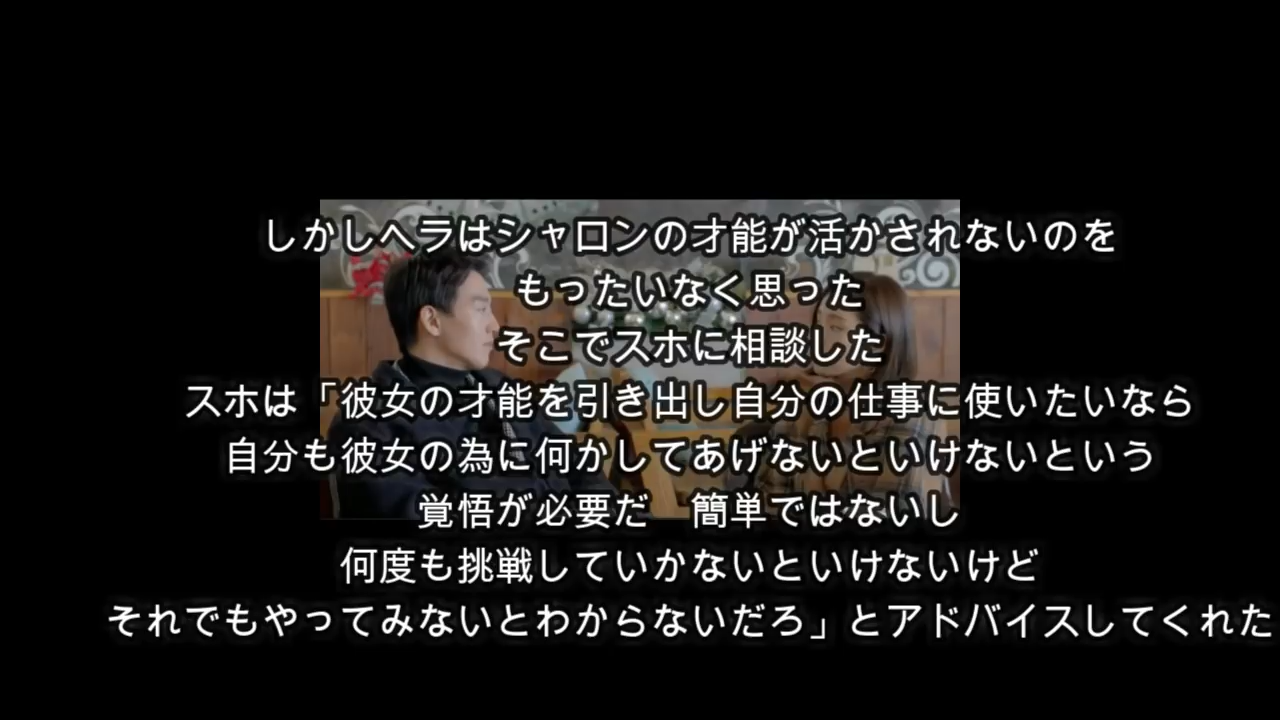 しかしヘラはシャロンの才能が活かされないのを
もったいなく思った
そこでスホに相談した
スホは「彼女の才能を引き出し自分の仕事に使いたいなら
自分も彼女の為に何かしてあげないといけないという
覚悟が必要だ　簡単ではないし
何度も挑戦していかないといけないけど
それでもやってみないとわからないだろ」とアドバイスしてくれた